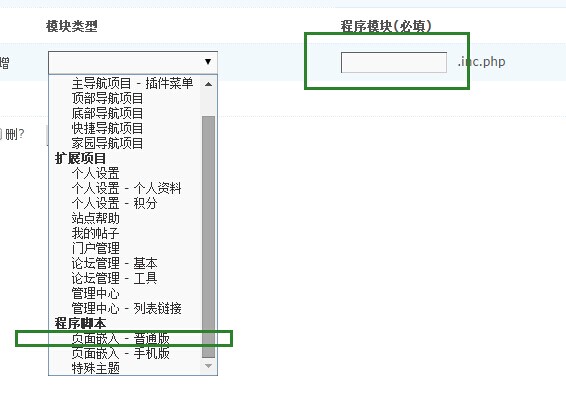 模块类型 程序模块(必填)
增 .inc.php
主导航项目 - 插件菜单
顶部导航项目
底部导航项目
删? 快捷导航项目
家园导航项目
扩展项目
个人设置
个人设置 - 个人资料
个人设置 - 积分
站点帮助
我的帖子
门户管理
论坛管理 - 基本
论坛管理 - 工具
管理中心
管理中心 - 列表链接
程序脚本
页面嵌入 - 普通版
页面嵌入 - 手机版
特殊主题